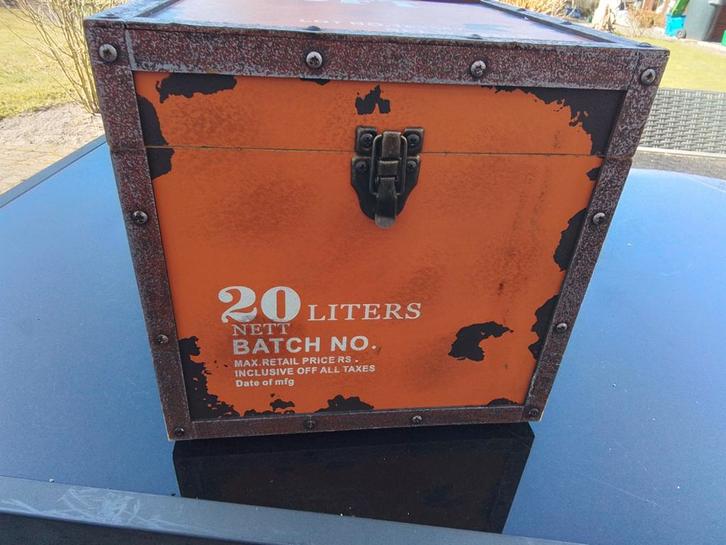 20 LITERS
NETT
BATCH NO.
MAX.RETAIL PRICE RS .
INCLUSIVE OFF ALL TAXES
Date of mfg